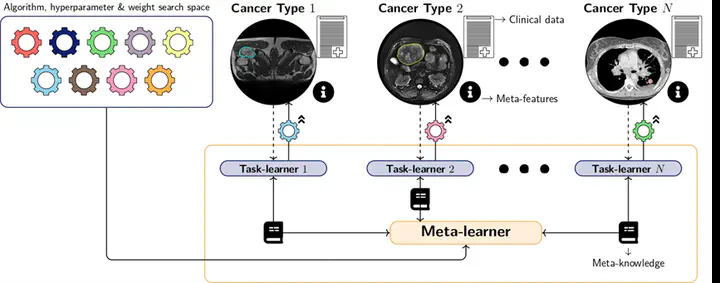 Algorithm, hyperparameter & weight search space
Cancer Type 1
Cancer Type 2
Cancer Type N
Clinical data
Meta-features
Task-learner 1
Task-learner 2
Task-learner N
Meta-learner
Meta-knowledge